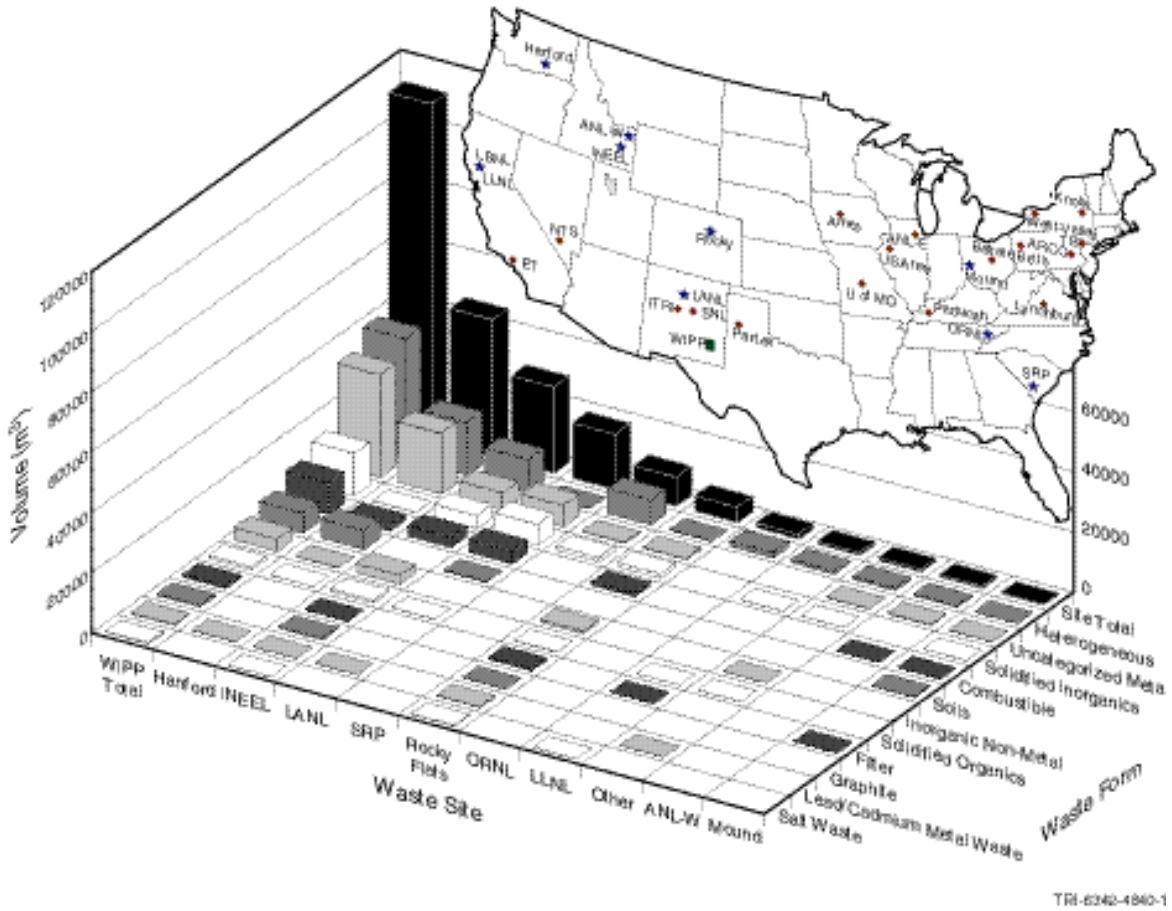 Hanford
ANL-W
INEEL
LBNL
LLNL
NTS
ET
Rocky
LANL
ITRI
SNL
WIPP
Pantex
Ames
ANL-E
USArmy
U of MO
Knolls
West Valley
ARCO
Mound
Lynchburg
ORNL
SRP
Volume (m³)
120000
100000
80000
60000
40000
20000
0
60000
40000
20000
0
Site Total
Heterogeneous
Uncategorized Metal
Solidified Inorganics
Combustible
Soils
Inorganic Non-Metal
Solidified Organics
Filter
Graphite
Lead/Cadmium Metal Waste
Salt Waste
Waste Form
WIPP
Total
Hanford
INEEL
LANL
SRP
Rocky
Flats
ORNL
LLNL
Other
ANL-W
Mound
Waste Site
TRI-6342-4840-1